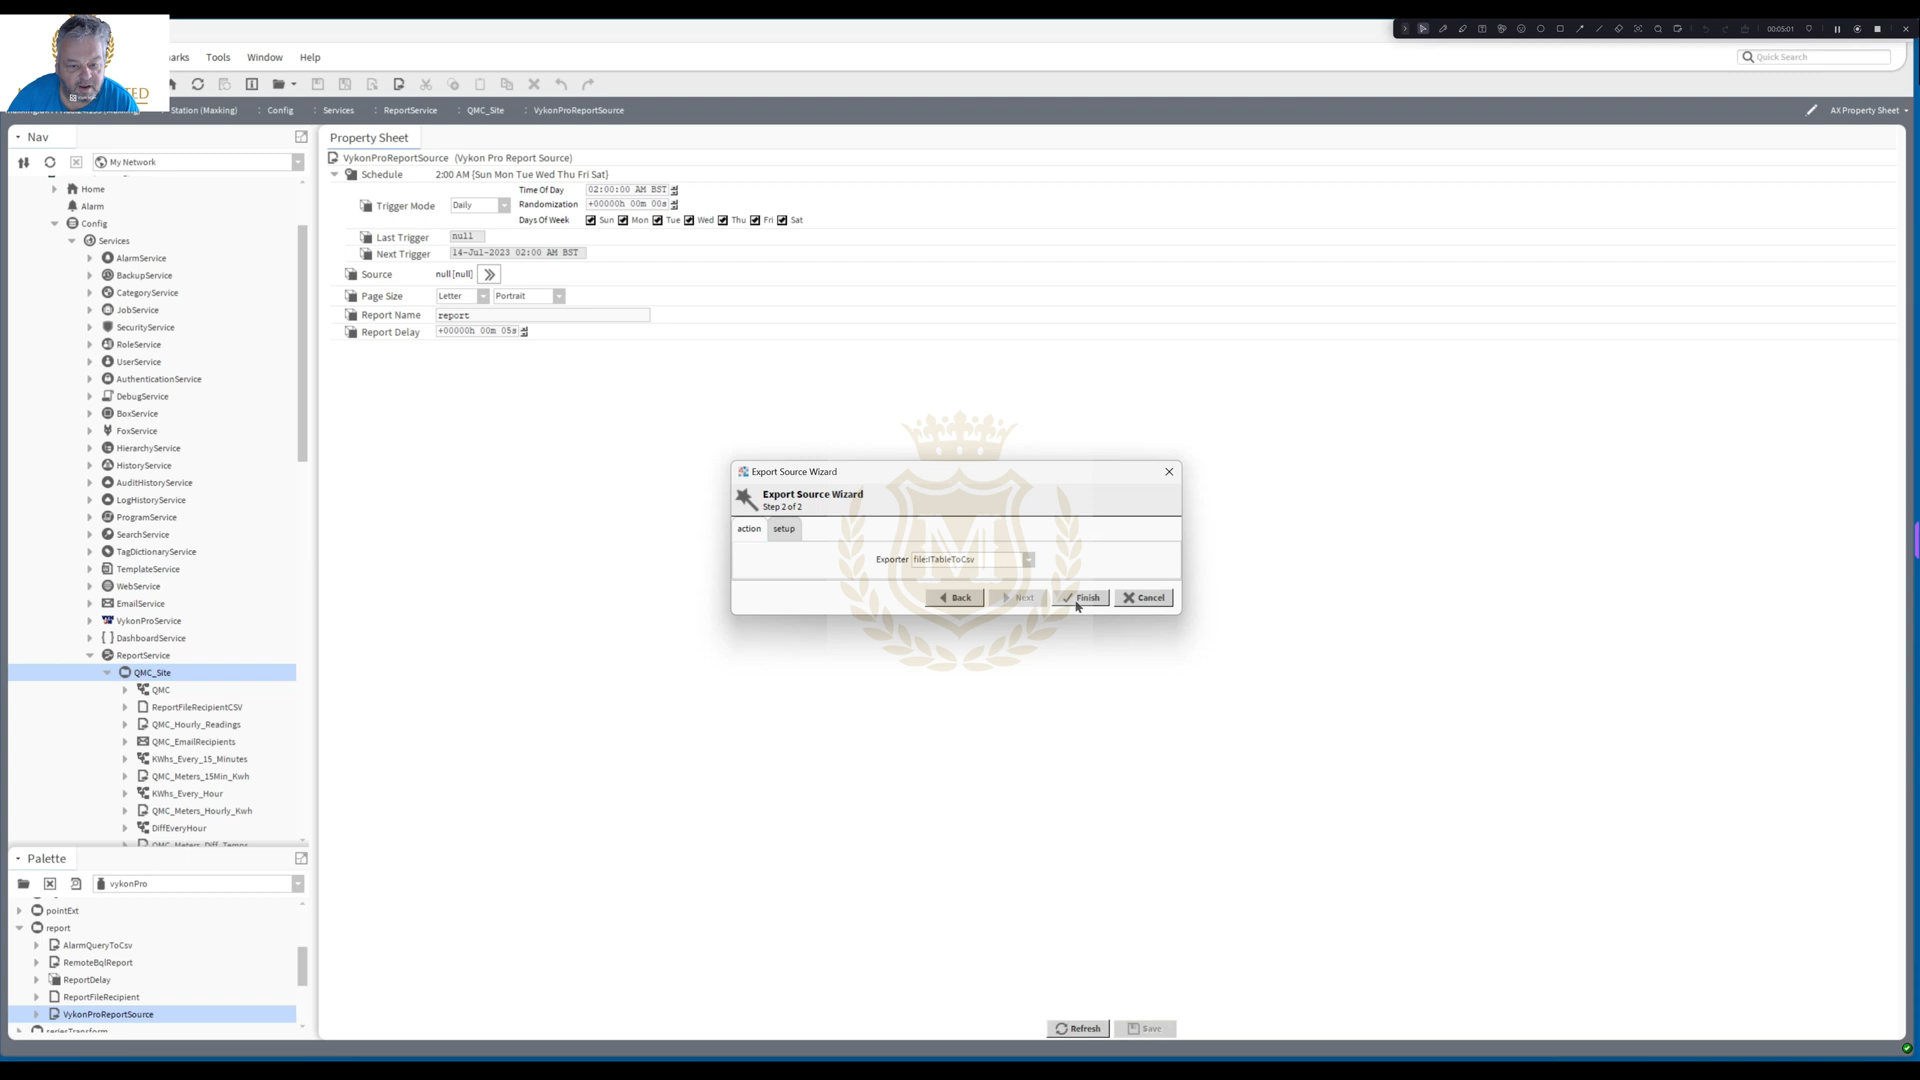 00:05:01
arks Tools Window Help
Quick Search
Station (Maxking) Config Services ReportService QMC_Site VykonProReportSource
AX Property Sheet
Nav
My Network
Home
Alarm
Config
Services
AlarmService
BackupService
CategoryService
JobService
SecurityService
RoleService
UserService
AuthenticationService
DebugService
BoxService
FoxService
HierarchyService
HistoryService
AuditHistoryService
LogHistoryService
ProgramService
SearchService
TagDictionaryService
TemplateService
WebService
EmailService
VykonProService
DashboardService
ReportService
QMC_Site
QMC
ReportFileRecipientCSV
QMC_Hourly_Readings
QMC_EmailRecipients
KWhs_Every_15_Minutes
QMC_Meters_15Min_Kwh
KWhs_Every_Hour
QMC_Meters_Hourly_Kwh
DiffEveryHour
QMC_Meters_Diff_Temps
Palette
vykonPro
pointExt
report
AlarmQueryToCsv
RemoteBqlReport
ReportDelay
ReportFileRecipient
VykonProReportSource
seriesTransform
Property Sheet
VykonProReportSource (Vykon Pro Report Source)
Schedule 2:00 AM {Sun Mon Tue Wed Thu Fri Sat}
Time Of Day 02:00:00 AM BST
Trigger Mode Daily Randomization +00000h 00m 00s
Days Of Week Sun Mon Tue Wed Thu Fri Sat
Last Trigger null
Next Trigger 14-Jul-2023 02:00 AM BST
Source null [null]
Page Size Letter Portrait
Report Name report
Report Delay +00000h 00m 05s
Export Source Wizard
Export Source Wizard
Step 2 of 2
action setup
Exporter file:ITableToCsv
Back Next Finish Cancel
M
Refresh Save